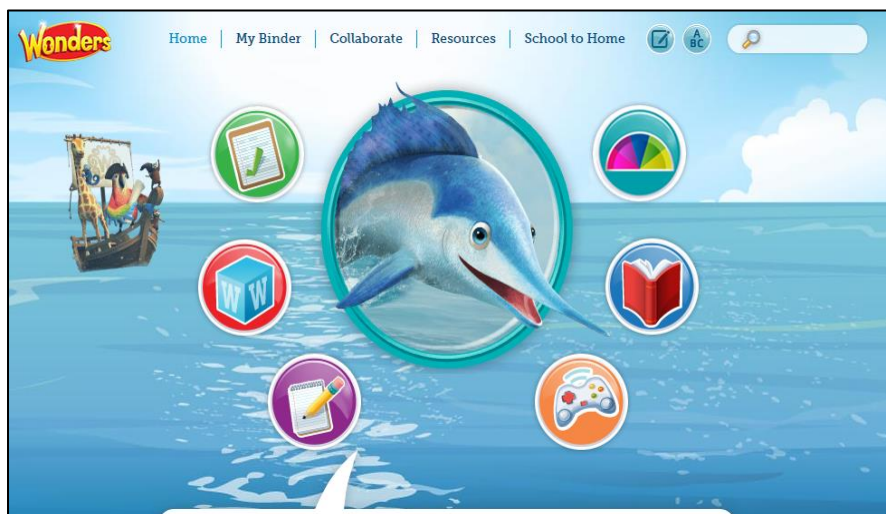 Wonders
Home My Binder Collaborate Resources School to Home
A
BC
W W